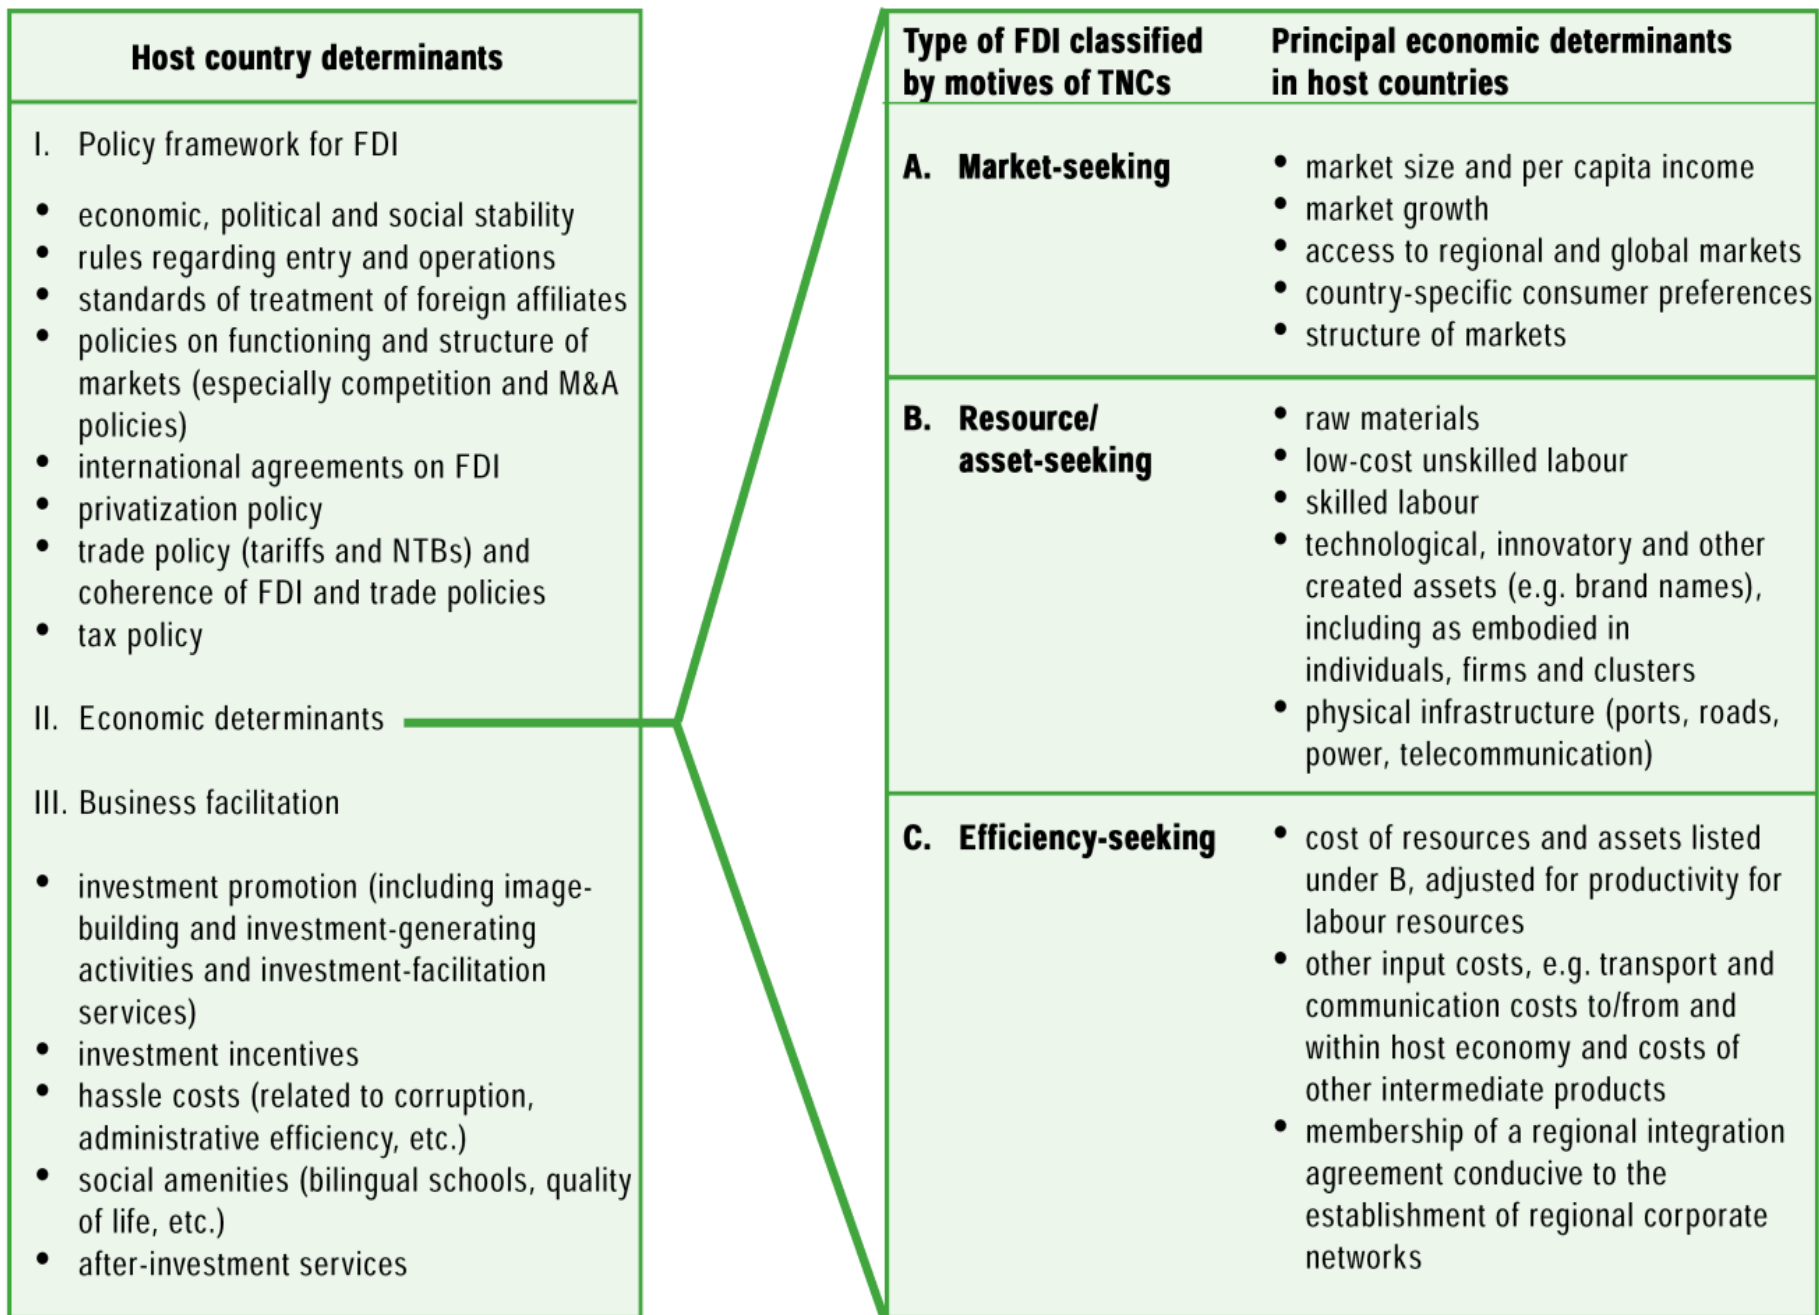 Host country determinants
I. Policy framework for FDI
• economic, political and social stability
• rules regarding entry and operations
• standards of treatment of foreign affiliates
• policies on functioning and structure of
markets (especially competition and M&A
policies)
• international agreements on FDI
• privatization policy
• trade policy (tariffs and NTBs) and
coherence of FDI and trade policies
• tax policy
II. Economic determinants
III. Business facilitation
• investment promotion (including image-
building and investment-generating
activities and investment-facilitation
services)
• investment incentives
• hassle costs (related to corruption,
administrative efficiency, etc.)
• social amenities (bilingual schools, quality
of life, etc.)
• after-investment services
Type of FDI classified
by motives of TNCs
Principal economic determinants
in host countries
A. Market-seeking
• market size and per capita income
• market growth
• access to regional and global markets
• country-specific consumer preferences
• structure of markets
B. Resource/
asset-seeking
• raw materials
• low-cost unskilled labour
• skilled labour
• technological, innovatory and other
created assets (e.g. brand names),
including as embodied in
individuals, firms and clusters
• physical infrastructure (ports, roads,
power, telecommunication)
C. Efficiency-seeking
• cost of resources and assets listed
under B, adjusted for productivity for
labour resources
• other input costs, e.g. transport and
communication costs to/from and
within host economy and costs of
other intermediate products
• membership of a regional integration
agreement conducive to the
establishment of regional corporate
networks